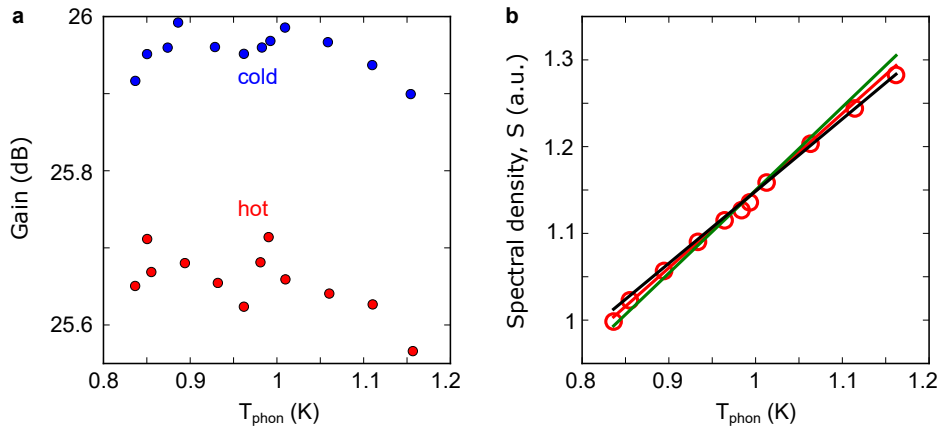 a
Gain (dB)
26
25.8
25.6
cold
hot
0.8
0.9
1
1.1
1.2
T_phon (K)
b
Spectral density, S (a.u.)
1.3
1.2
1.1
1
0.8
0.9
1
1.1
1.2
T_phon (K)